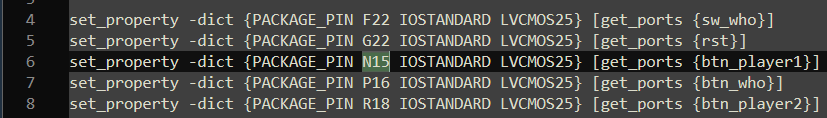 4 set_property -dict {PACKAGE_PIN F22 IOSTANDARD LVCMOS25} [get_ports {sw_who}]
5 set_property -dict {PACKAGE_PIN G22 IOSTANDARD LVCMOS25} [get_ports {rst}]
6 set_property -dict {PACKAGE_PIN N15 IOSTANDARD LVCMOS25} [get_ports {btn_player1}]
7 set_property -dict {PACKAGE_PIN P16 IOSTANDARD LVCMOS25} [get_ports {btn_who}]
8 set_property -dict {PACKAGE_PIN R18 IOSTANDARD LVCMOS25} [get_ports {btn_player2}]